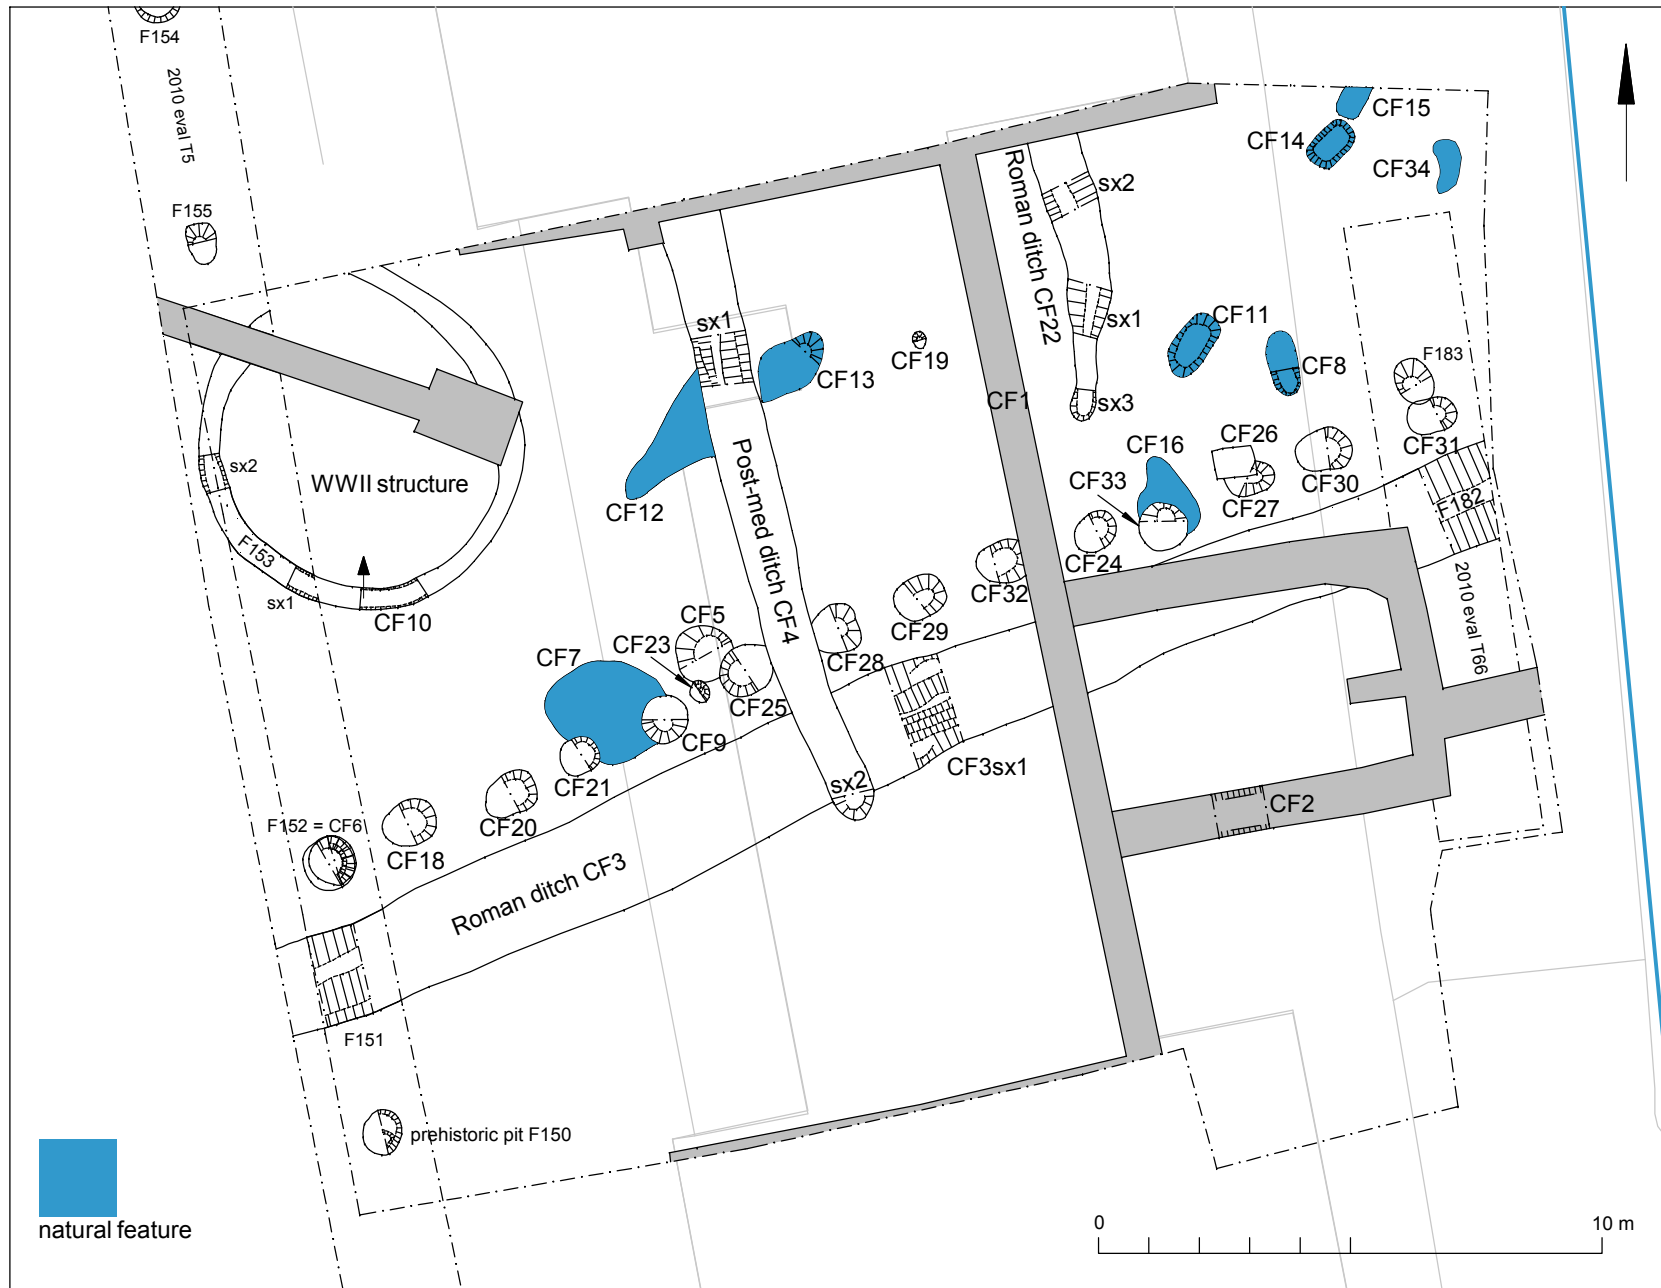 F154
2010 eval T5
F155
CF15
CF14
CF34
Roman ditch CF22
sx2
sx1
sx1
CF11
CF13
CF19
CF8
F183
CF1
sx3
sx2
WWII structure
CF12
Post-med ditch CF4
CF16
CF26
CF31
CF33
CF30
CF27
F182
F153
sx1
CF10
CF24
CF32
2010 eval T66
CF5
CF29
CF23
CF7
CF28
CF25
CF9
CF3sx1
CF21
sx2
CF2
F152 = CF6
CF20
CF18
Roman ditch CF3
F151
prehistoric pit F150
natural feature
0
10 m